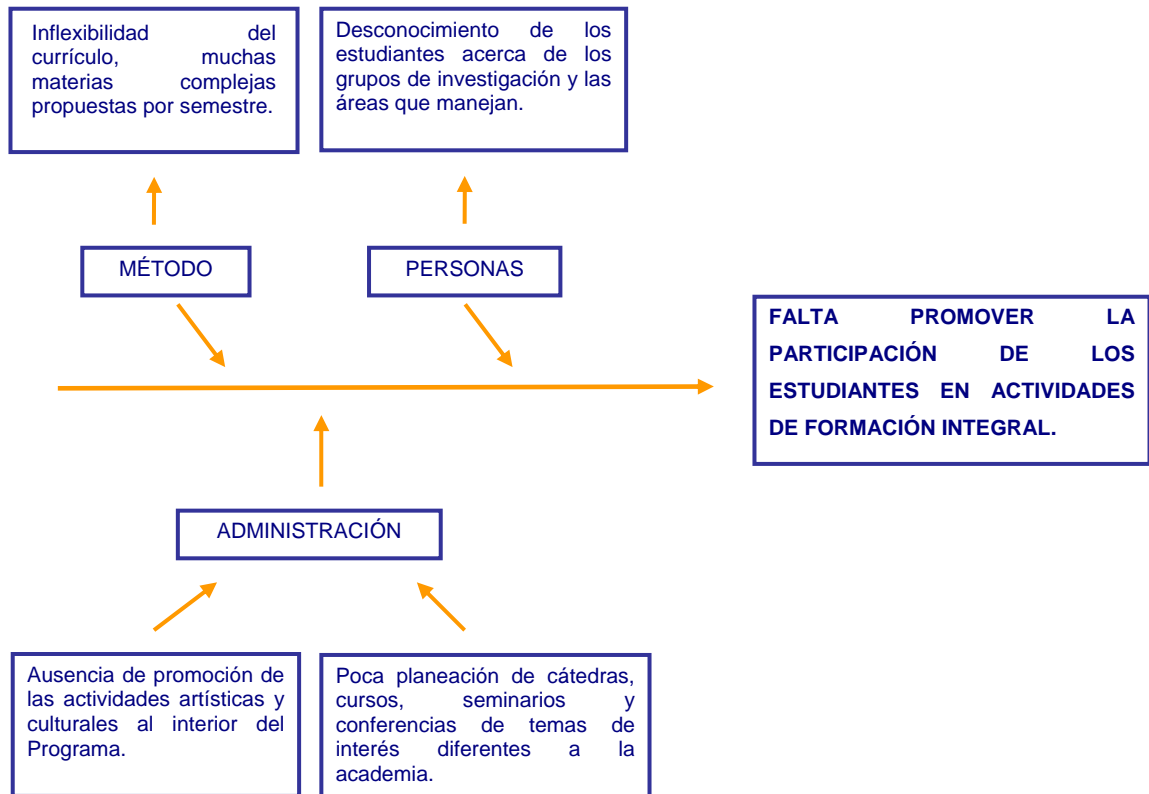 Inflexibilidad del
currículo, muchas
materias complejas
propuestas por semestre.
Desconocimiento de los
estudiantes acerca de los
grupos de investigación y las
áreas que manejan.
MÉTODO
PERSONAS
FALTA PROMOVER LA
PARTICIPACIÓN DE LOS
ESTUDIANTES EN ACTIVIDADES
DE FORMACIÓN INTEGRAL.
ADMINISTRACIÓN
Ausencia de promoción de
las actividades artísticas y
culturales al interior del
Programa.
Poca planeación de cátedras,
cursos, seminarios y
conferencias de temas de
interés diferentes a la
academia.